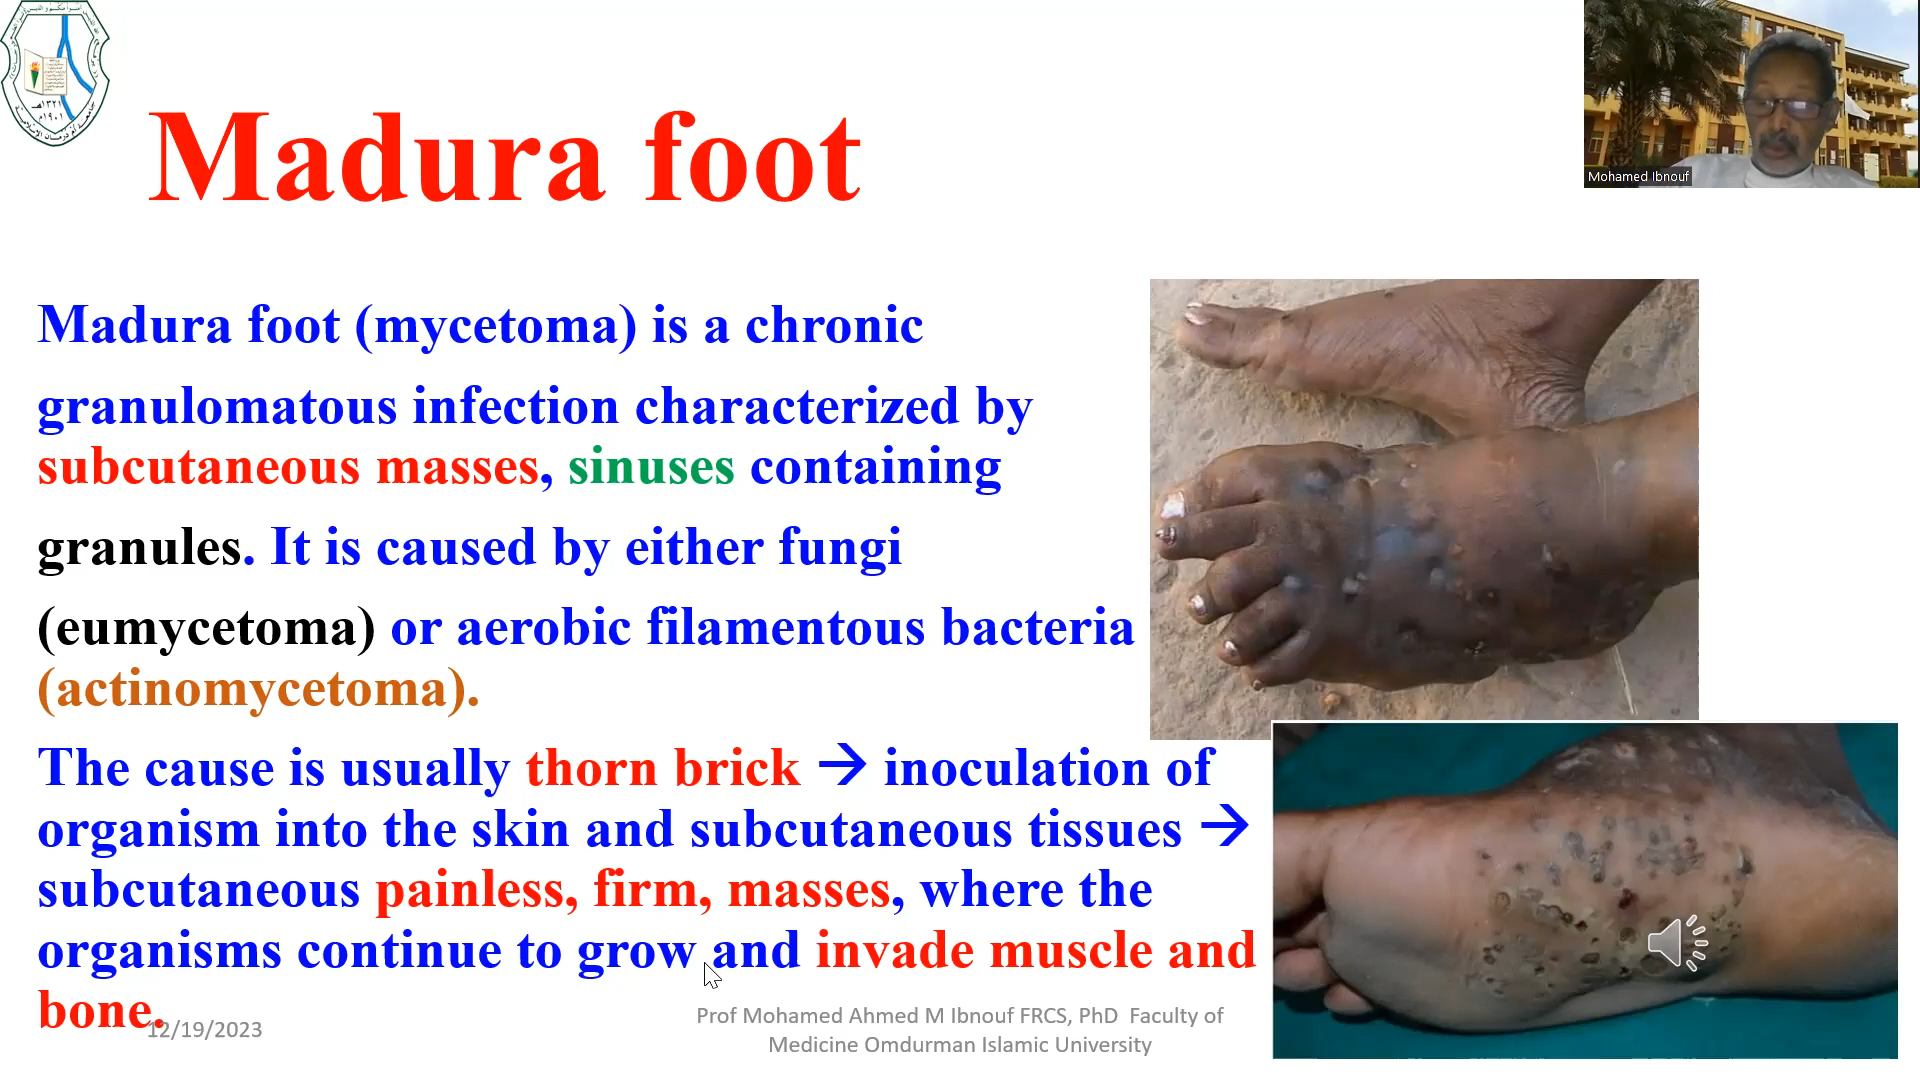 Madura foot
Mohamed Ibnouf
Madura foot (mycetoma) is a chronic
granulomatous infection characterized by
subcutaneous masses, sinuses containing
granules. It is caused by either fungi
(eumycetoma) or aerobic filamentous bacteria
(actinomycetoma).
The cause is usually thorn brick → inoculation of
organism into the skin and subcutaneous tissues →
subcutaneous painless, firm, masses, where the
organisms continue to grow and invade muscle and
bone.
12/19/2023
Prof Mohamed Ahmed M Ibnouf FRCS, PhD Faculty of
Medicine Omdurman Islamic University